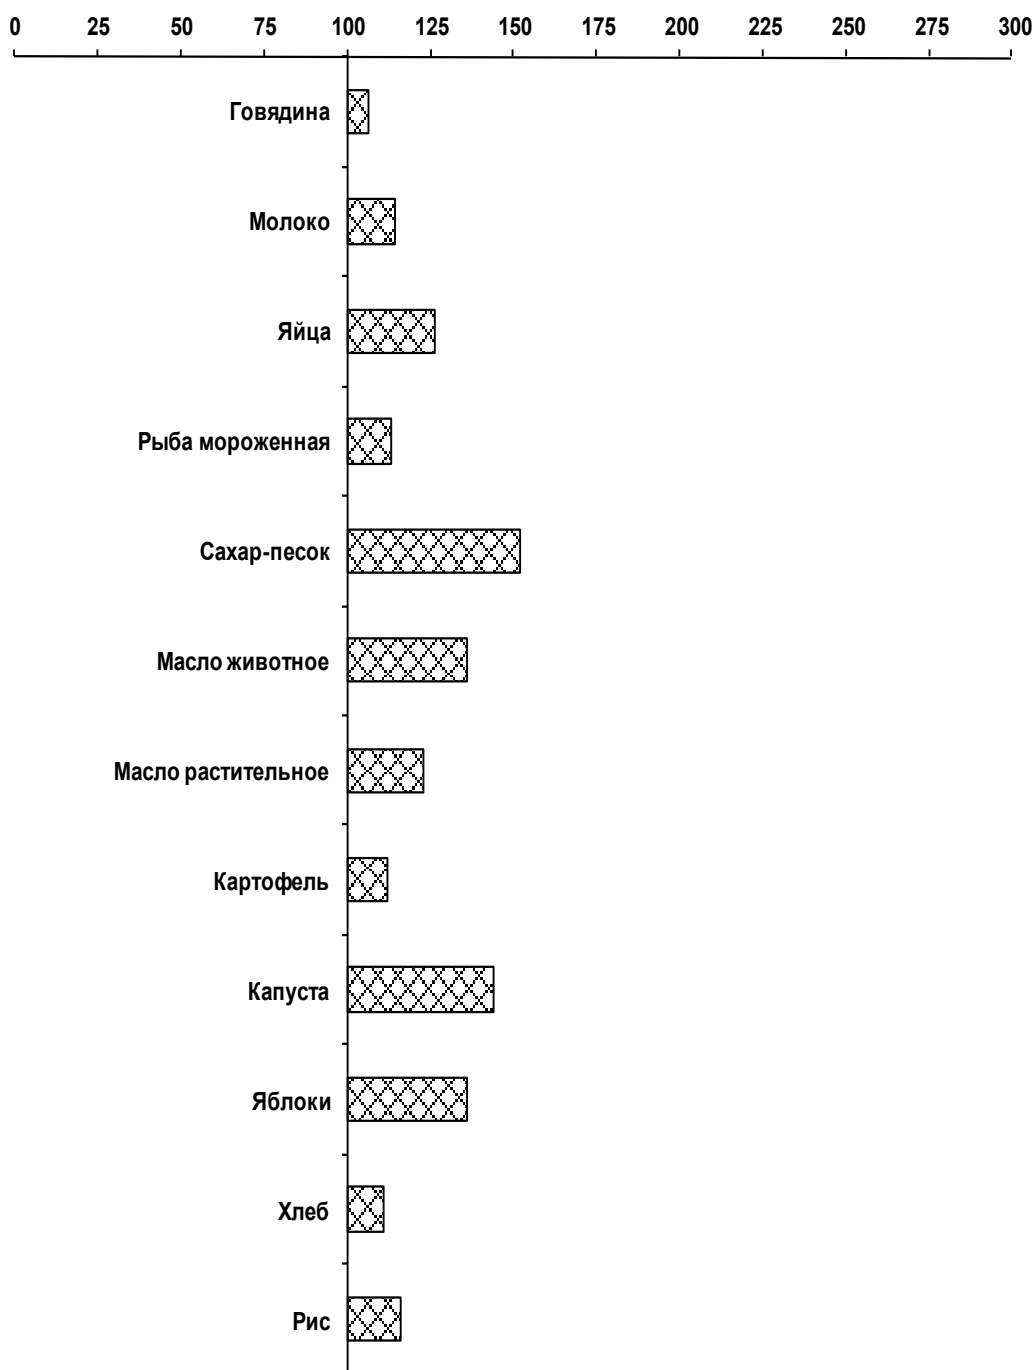 0 25 50 75 100 125 150 175 200 225 250 275 300
Говядина
Молоко
Яйца
Рыба мороженная
Сахар-песок
Масло животное
Масло растительное
Картофель
Капуста
Яблоки
Хлеб
Рис